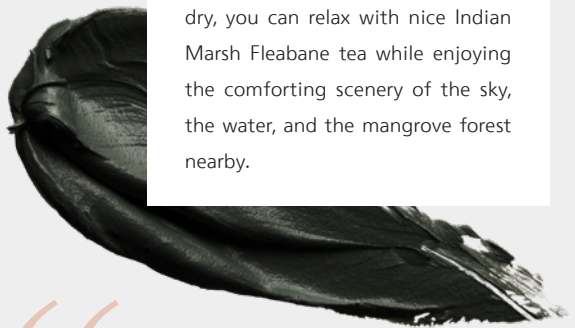 dry, you can relax with nice Indian
Marsh Fleabane tea while enjoying
the comforting scenery of the sky,
the water, and the mangrove forest
nearby.
“